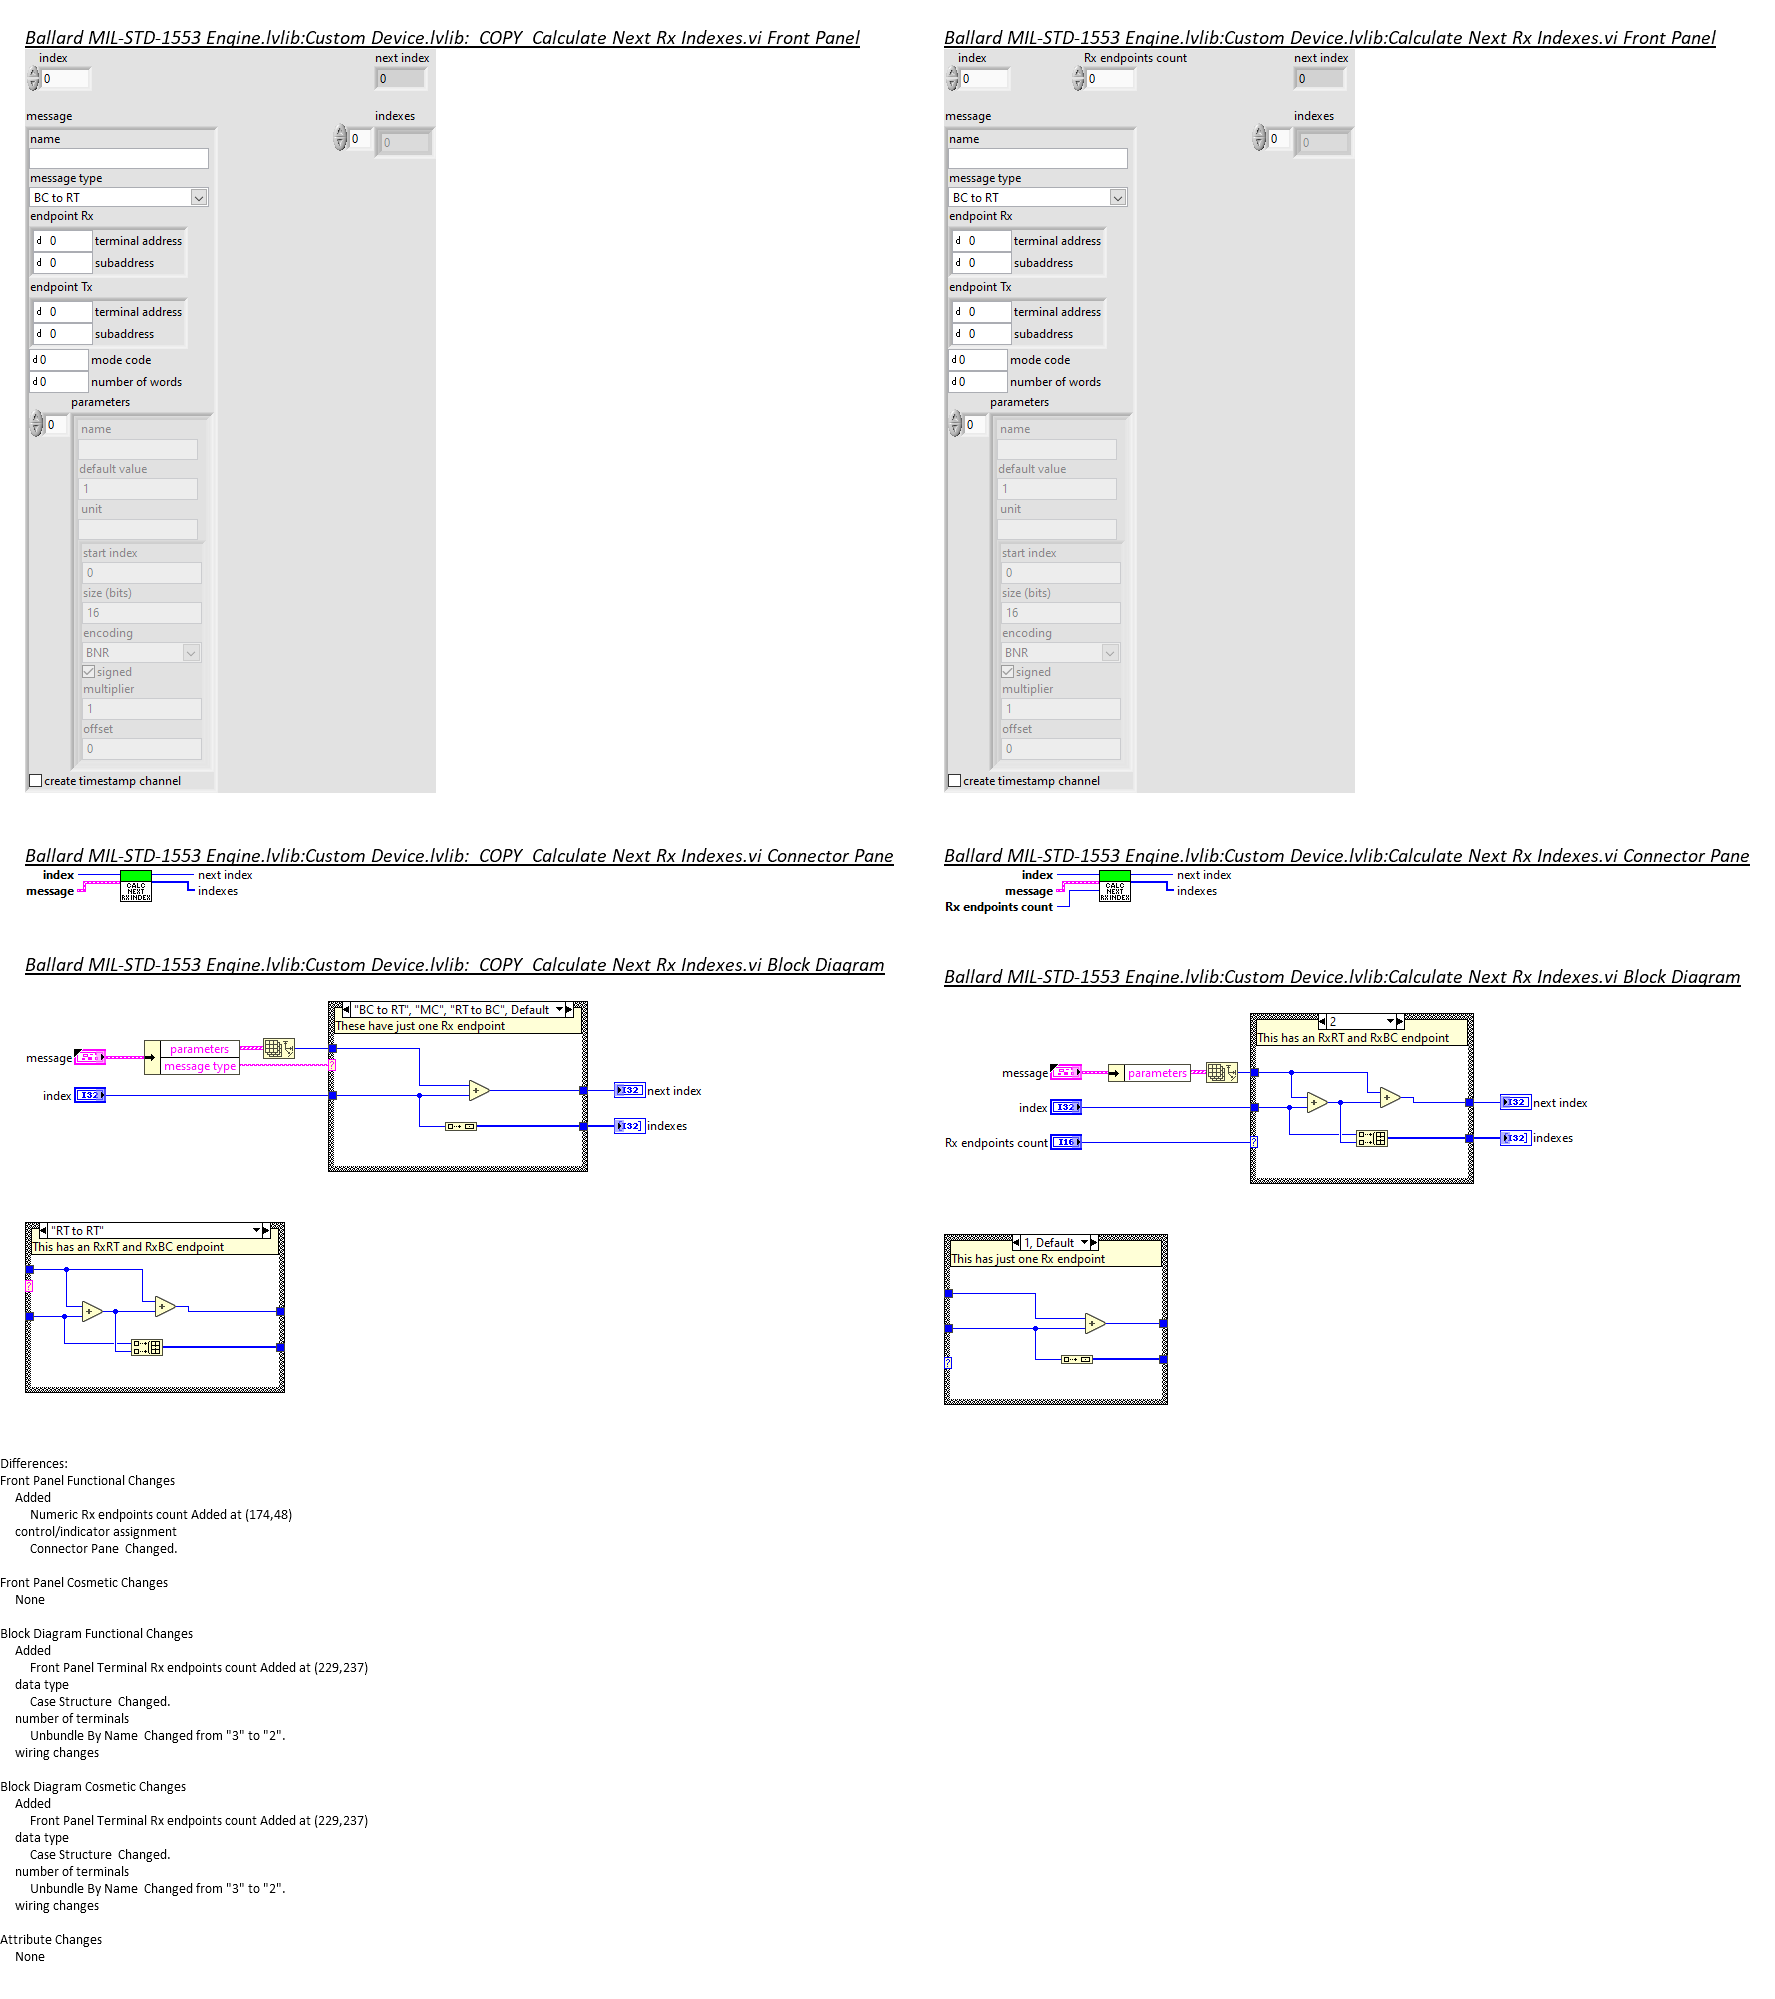 Ballard MIL-STD-1553 Engine.lvlib:Custom Device.lvlib:_COPY_Calculate Next Rx Indexes.vi Front Panel
index
0
next index
0
message
indexes
0
0
name
message type
BC to RT
endpoint Rx
d 0 terminal address
d 0 subaddress
endpoint Tx
d 0 terminal address
d 0 subaddress
d 0 mode code
d 0 number of words
parameters
0
name
default value
1
unit
start index
0
size (bits)
16
encoding
BNR
signed
multiplier
1
offset
0
create timestamp channel
Ballard MIL-STD-1553 Engine.lvlib:Custom Device.lvlib:Calculate Next Rx Indexes.vi Front Panel
index
0
Rx endpoints count
0
next index
0
message
indexes
0
0
name
message type
BC to RT
endpoint Rx
d 0 terminal address
d 0 subaddress
endpoint Tx
d 0 terminal address
d 0 subaddress
d 0 mode code
d 0 number of words
parameters
0
name
default value
1
unit
start index
0
size (bits)
16
encoding
BNR
signed
multiplier
1
offset
0
create timestamp channel
Ballard MIL-STD-1553 Engine.lvlib:Custom Device.lvlib:_COPY_Calculate Next Rx Indexes.vi Connector Pane
index
message
CALC
NEXT
RX INDEX
next index
indexes
Ballard MIL-STD-1553 Engine.lvlib:Custom Device.lvlib:Calculate Next Rx Indexes.vi Connector Pane
index
message
Rx endpoints count
CALC
NEXT
RX INDEX
next index
indexes
Ballard MIL-STD-1553 Engine.lvlib:Custom Device.lvlib:_COPY_Calculate Next Rx Indexes.vi Block Diagram
"BC to RT", "MC", "RT to BC", Default
These have just one Rx endpoint
message
parameters
message type
?
index
I32
+
I32
next index
I32
indexes
"RT to RT"
This has an RxRT and RxBC endpoint
?
+
+
Ballard MIL-STD-1553 Engine.lvlib:Custom Device.lvlib:Calculate Next Rx Indexes.vi Block Diagram
2
This has an RxRT and RxBC endpoint
message
parameters
index
I32
Rx endpoints count
I16
?
+
+
I32
next index
I32
indexes
1, Default
This has just one Rx endpoint
+
?
Differences:
Front Panel Functional Changes
Added
Numeric Rx endpoints count Added at (174,48)
control/indicator assignment
Connector Pane  Changed.
Front Panel Cosmetic Changes
None
Block Diagram Functional Changes
Added
Front Panel Terminal Rx endpoints count Added at (229,237)
data type
Case Structure  Changed.
number of terminals
Unbundle By Name  Changed from "3" to "2".
wiring changes
Block Diagram Cosmetic Changes
Added
Front Panel Terminal Rx endpoints count Added at (229,237)
data type
Case Structure  Changed.
number of terminals
Unbundle By Name  Changed from "3" to "2".
wiring changes
Attribute Changes
None